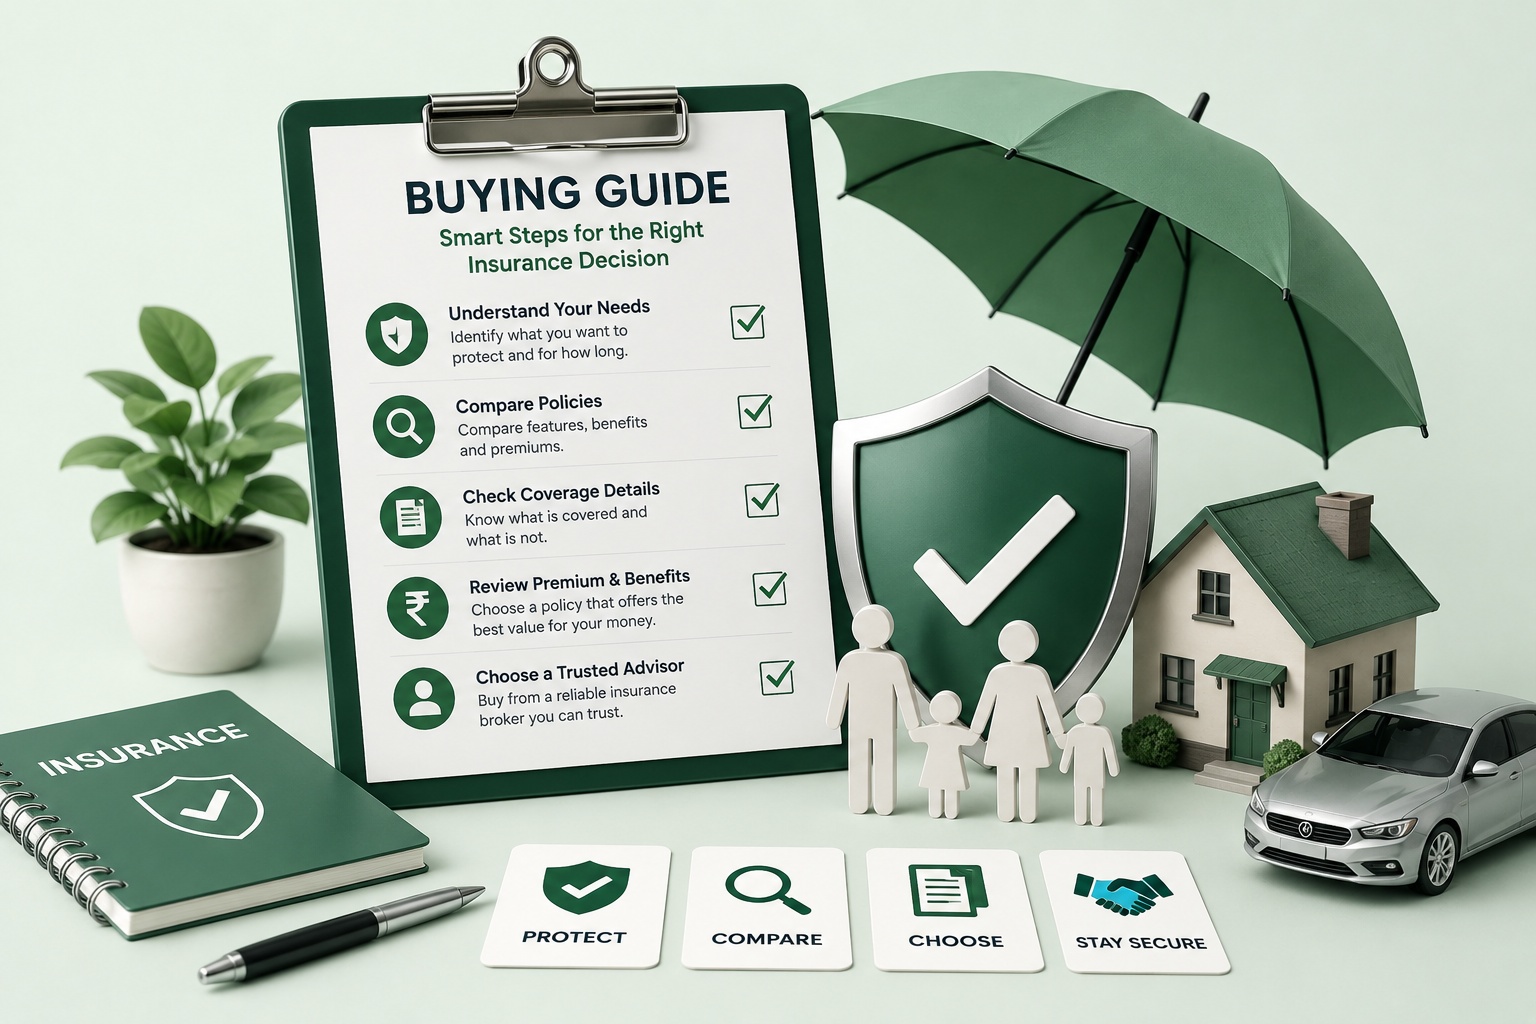 BUYING GUIDE
Smart Steps for the Right
Insurance Decision
Understand Your Needs
Identify what you want to
protect and for how long.
Compare Policies
Compare features, benefits
and premiums.
Check Coverage Details
Know what is covered and
what is not.
₹
Review Premium & Benefits
Choose a policy that offers the
best value for your money.
Choose a Trusted Advisor
Buy from a reliable insurance
broker you can trust.
INSURANCE
PROTECT
COMPARE
CHOOSE
STAY SECURE